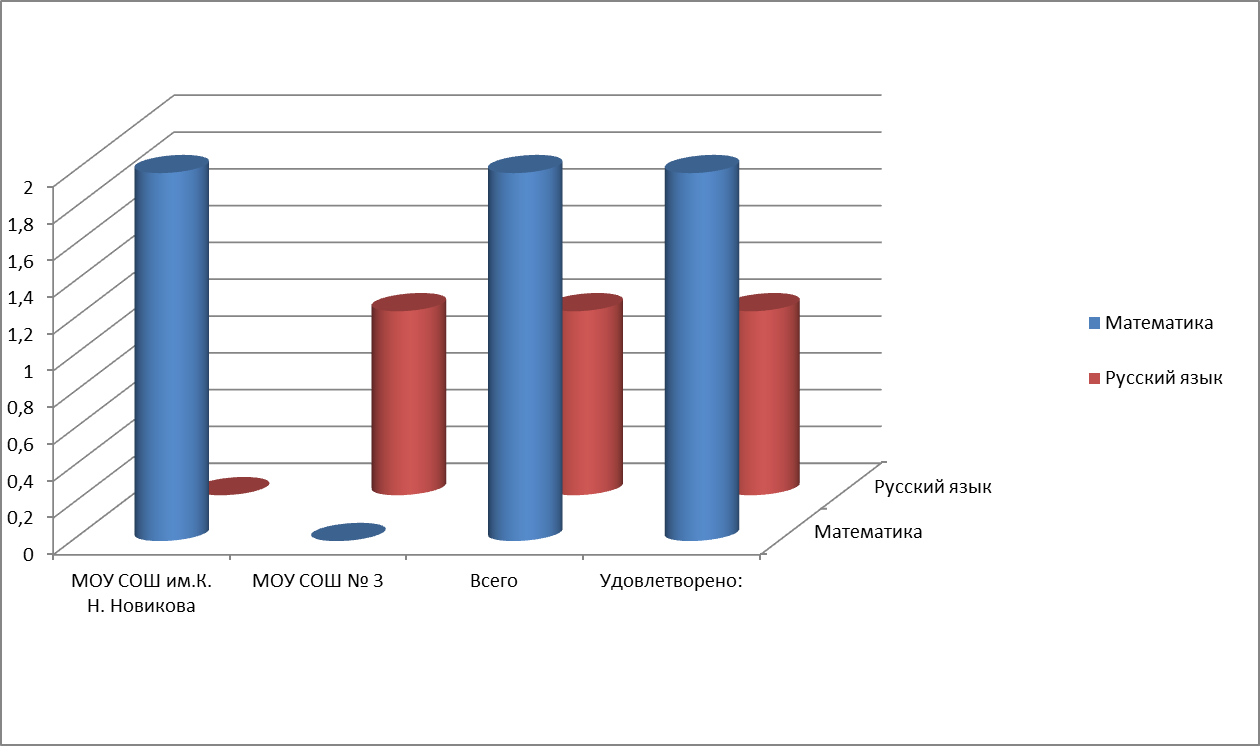 2
1,8
1,6
1,4
1,2
1
0,8
0,6
0,4
0,2
0
МОУ СОШ им.К.
Н. Новикова
МОУ СОШ № 3
Всего
Удовлетворено:
Математика
Русский язык
Математика
Русский язык